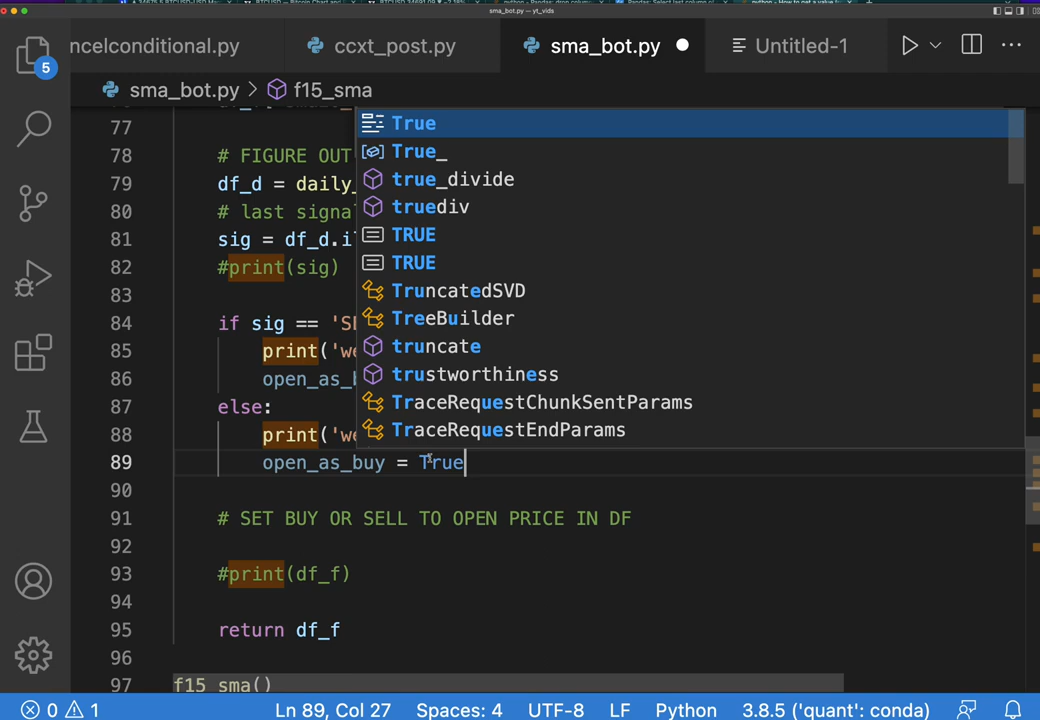 sma_bot.py — yt_vids
ncelconditional.py ccxt_post.py sma_bot.py Untitled-1
5
sma_bot.py > f15_sma
77
78 # FIGURE OUT
79 df_d = daily_
80 # last signa
81 sig = df_d.i
82 #print(sig)
83
84 if sig == 'S
85 print('we
86 open_as_b
87 else:
88 print('we
89 open_as_buy = True
90
91 # SET BUY OR SELL TO OPEN PRICE IN DF
92
93 #print(df_f)
94
95 return df_f
96
97 f15_sma()
True
True_
true_divide
truediv
TRUE
TRUE
TruncatedSVD
TreeBuilder
truncate
trustworthiness
TraceRequestChunkSentParams
TraceRequestEndParams
0 1 Ln 89, Col 27 Spaces: 4 UTF-8 LF Python 3.8.5 ('quant': conda)